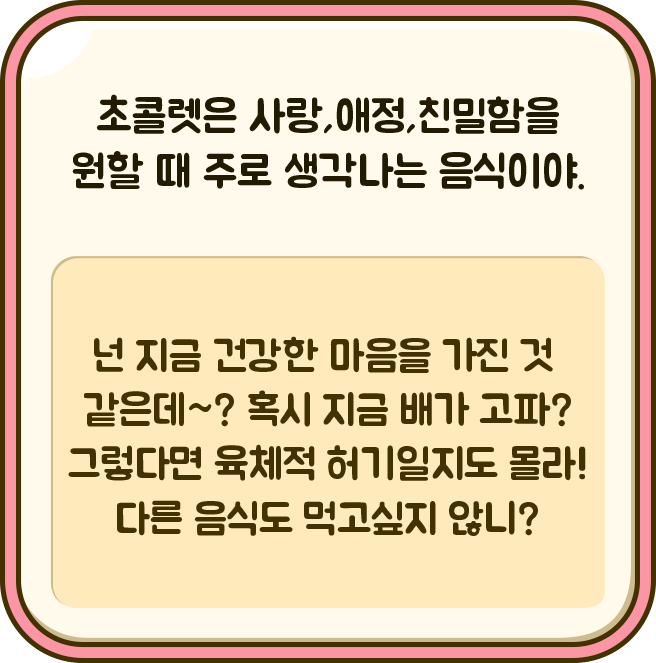 초콜렛은 사랑,애정,친밀함을
원할 때 주로 생각나는 음식이야.
넌 지금 건강한 마음을 가진 것
같은데~? 혹시 지금 배가 고파?
그렇다면 육체적 허기일지도 몰라!
다른 음식도 먹고싶지 않니?